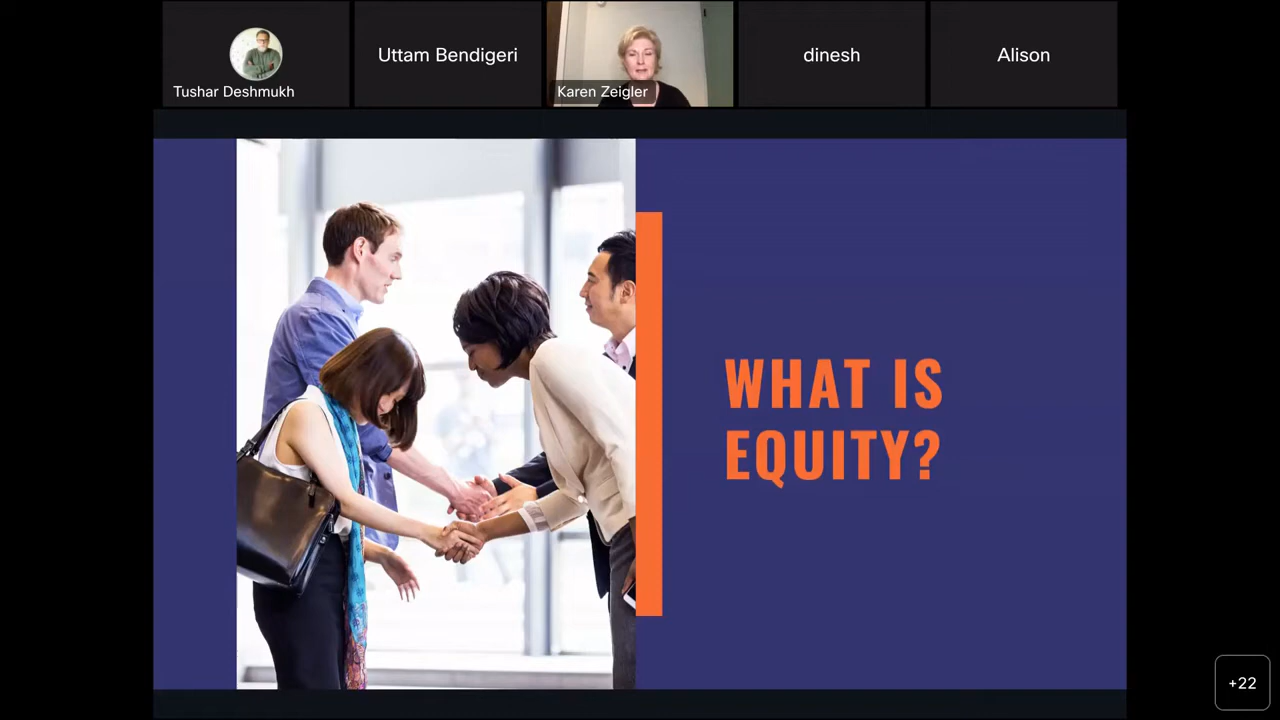 Tushar Deshmukh
Uttam Bendigeri
Karen Zeigler
dinesh
Alison
WHAT IS
EQUITY?
+22